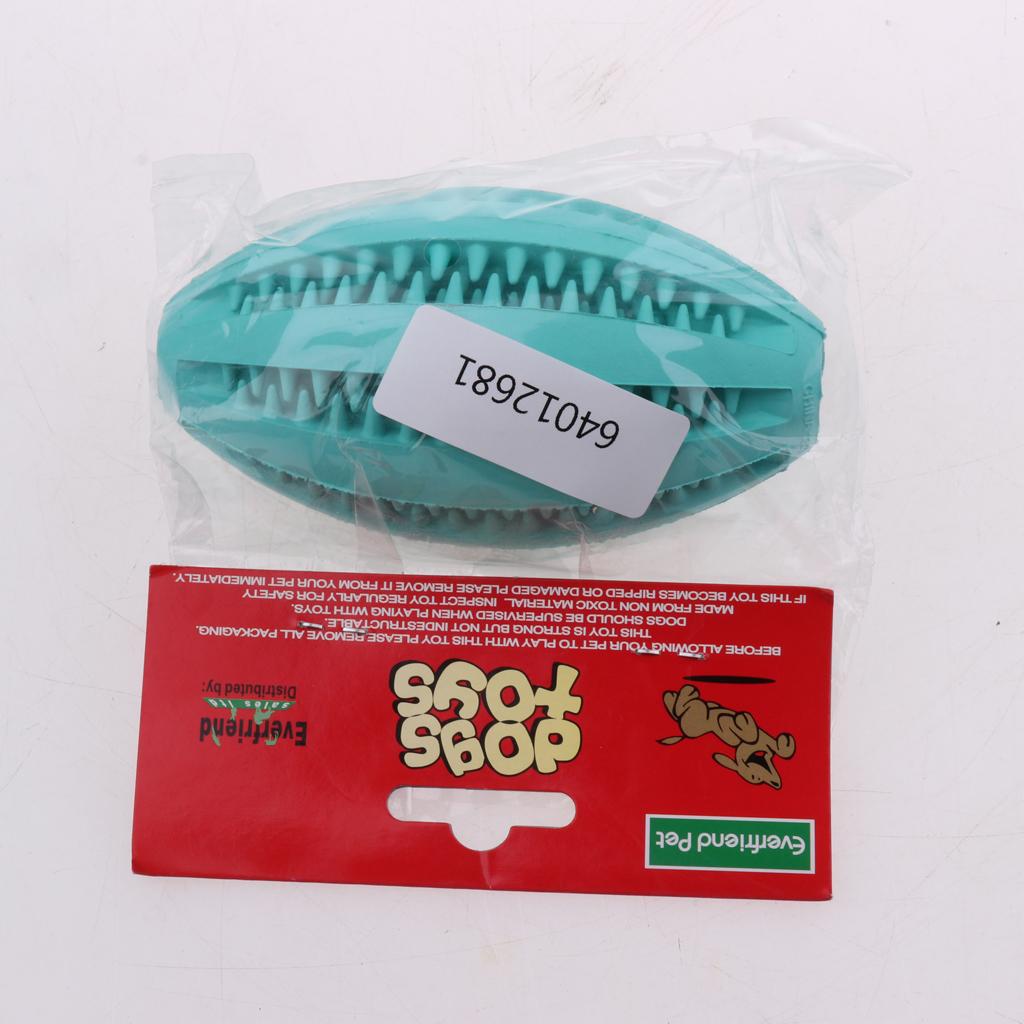 Everfriend Pet
dogs
toys
Everfriend
sales ltd
Distributed by:
BEFORE ALLOWING YOUR PET TO PLAY WITH THIS TOY PLEASE REMOVE ALL PACKAGING.
THIS TOY IS STRONG BUT NOT INDESTRUCTABLE.
DOGS SHOULD BE SUPERVISED WHEN PLAYING WITH TOYS.
MADE FROM NON TOXIC MATERIAL. INSPECT TOY REGULARLY FOR SAFETY
IF THIS TOY BECOMES RIPPED OR DAMAGED PLEASE REMOVE IT FROM YOUR PET IMMEDIATELY.
64012681